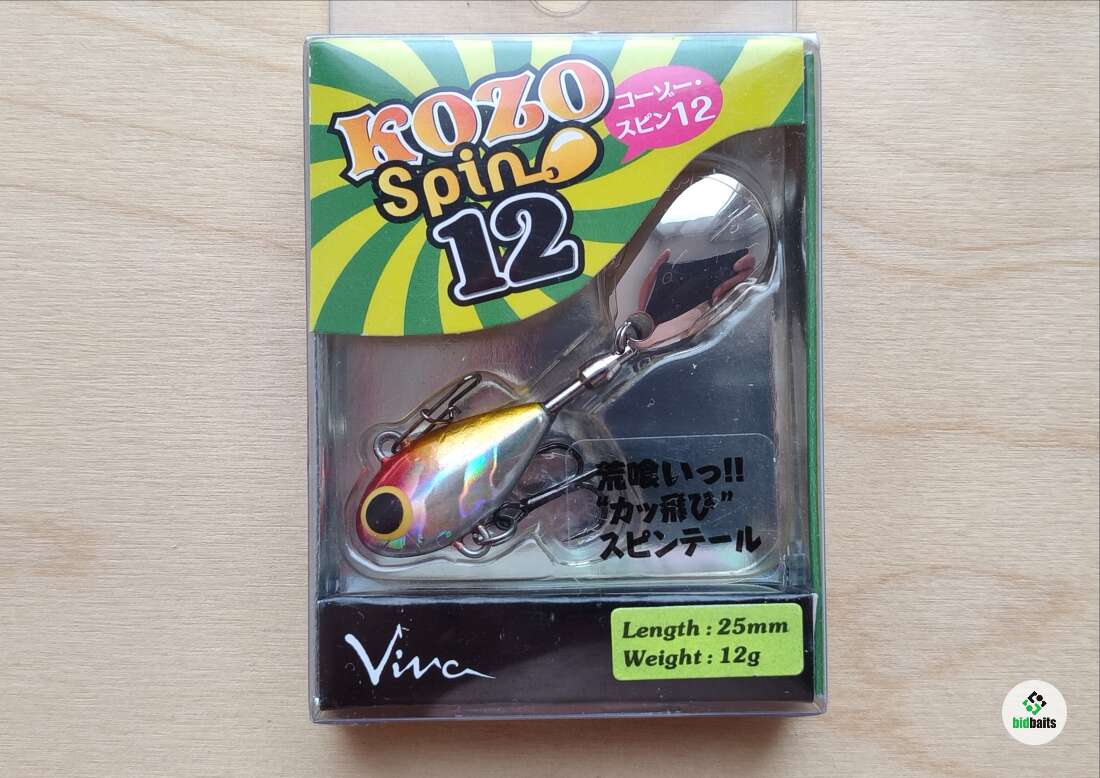 KOZO
Spin
12
コーゾー・
スピン12
荒喰いっ!!
"カッ飛び"
スピンテール
Viva
Length : 25mm
Weight : 12g
bidbaits